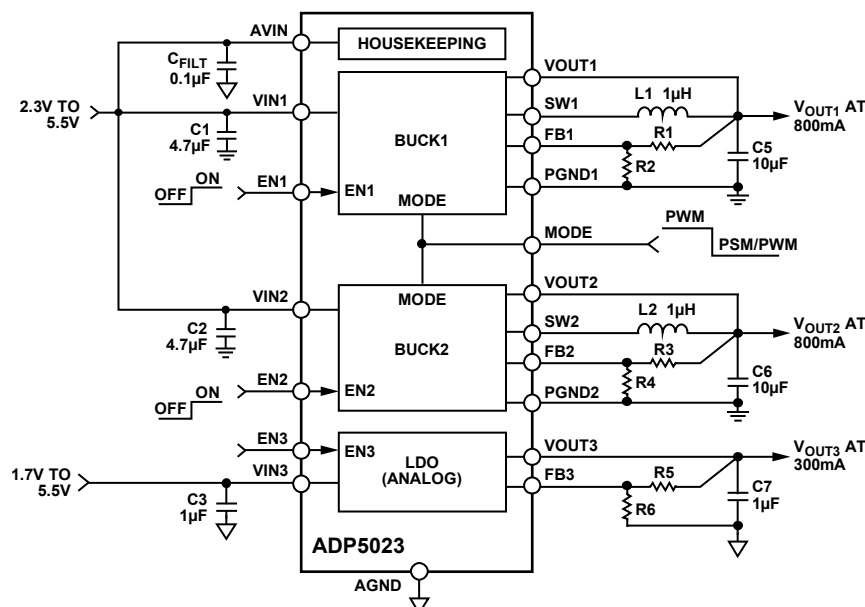 AVIN
HOUSEKEEPING
C_FILT
0.1µF
VOUT1
2.3V TO
5.5V
VIN1
C1
4.7µF
BUCK1
SW1
L1 1µH
V_OUT1 AT
800mA
FB1
R1
R2
C5
10µF
OFF
ON
EN1
EN1
PGND1
MODE
MODE
PWM
PSM/PWM
VOUT2
VIN2
C2
4.7µF
MODE
BUCK2
SW2
L2 1µH
V_OUT2 AT
800mA
FB2
R3
R4
C6
10µF
OFF
ON
EN2
EN2
PGND2
EN3
EN3
VOUT3
V_OUT3 AT
300mA
1.7V TO
5.5V
VIN3
C3
1µF
LDO
(ANALOG)
FB3
R5
R6
C7
1µF
ADP5023
AGND